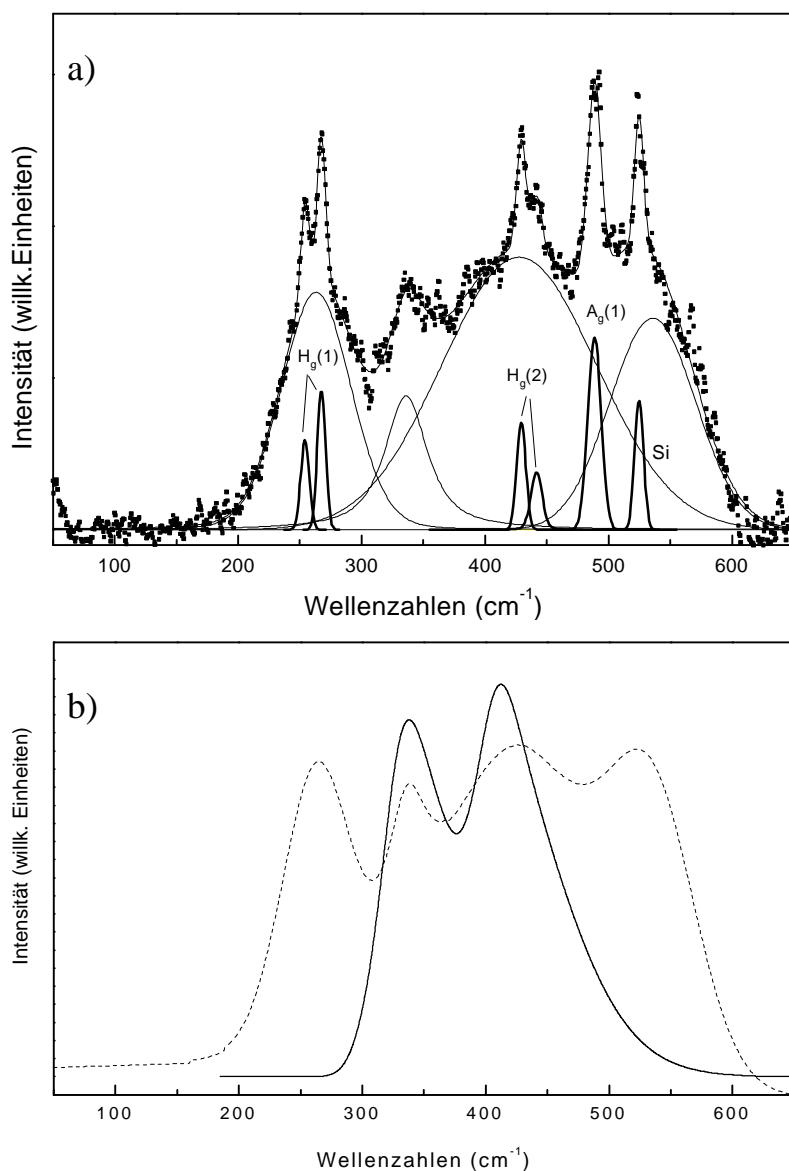 a)
Intensität (willk.Einheiten)
H_g(1)
H_g(2)
A_g(1)
Si
100 200 300 400 500 600
Wellenzahlen (cm⁻¹)
b)
Intensität (willk. Einheiten)
100 200 300 400 500 600
Wellenzahlen (cm⁻¹)